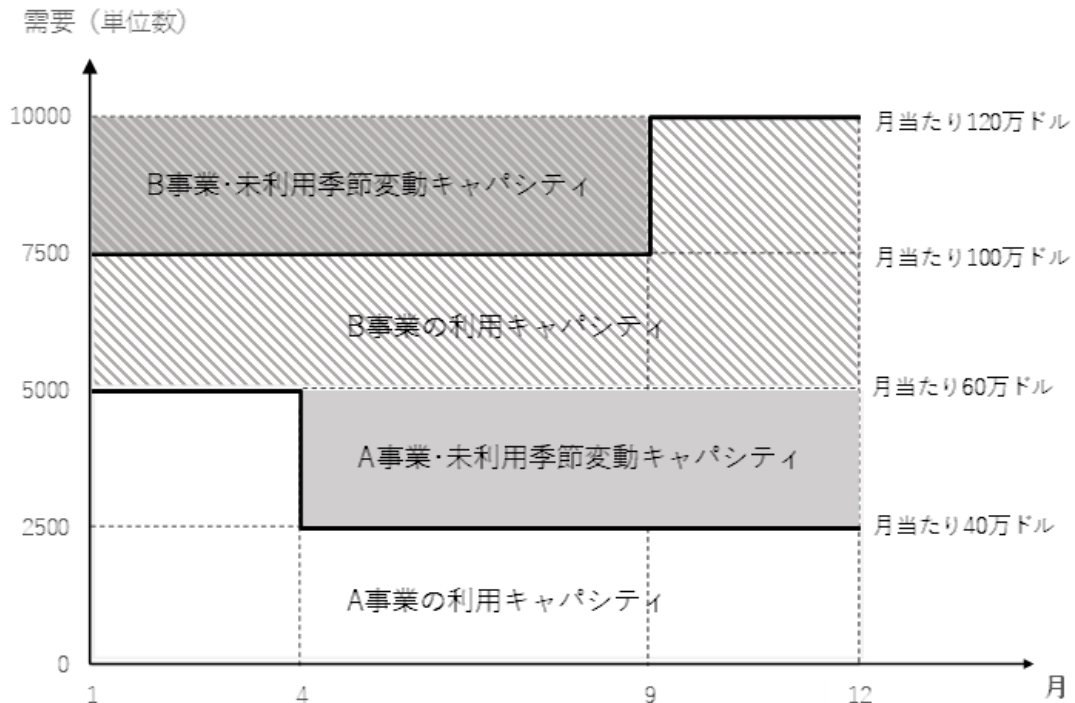 需要（単位数）
10000
月当たり120万ドル
B事業･未利用季節変動キャパシティ
7500
月当たり100万ドル
B事業の利用キャパシティ
5000
月当たり60万ドル
A事業･未利用季節変動キャパシティ
2500
月当たり40万ドル
A事業の利用キャパシティ
0
1
4
9
12
月